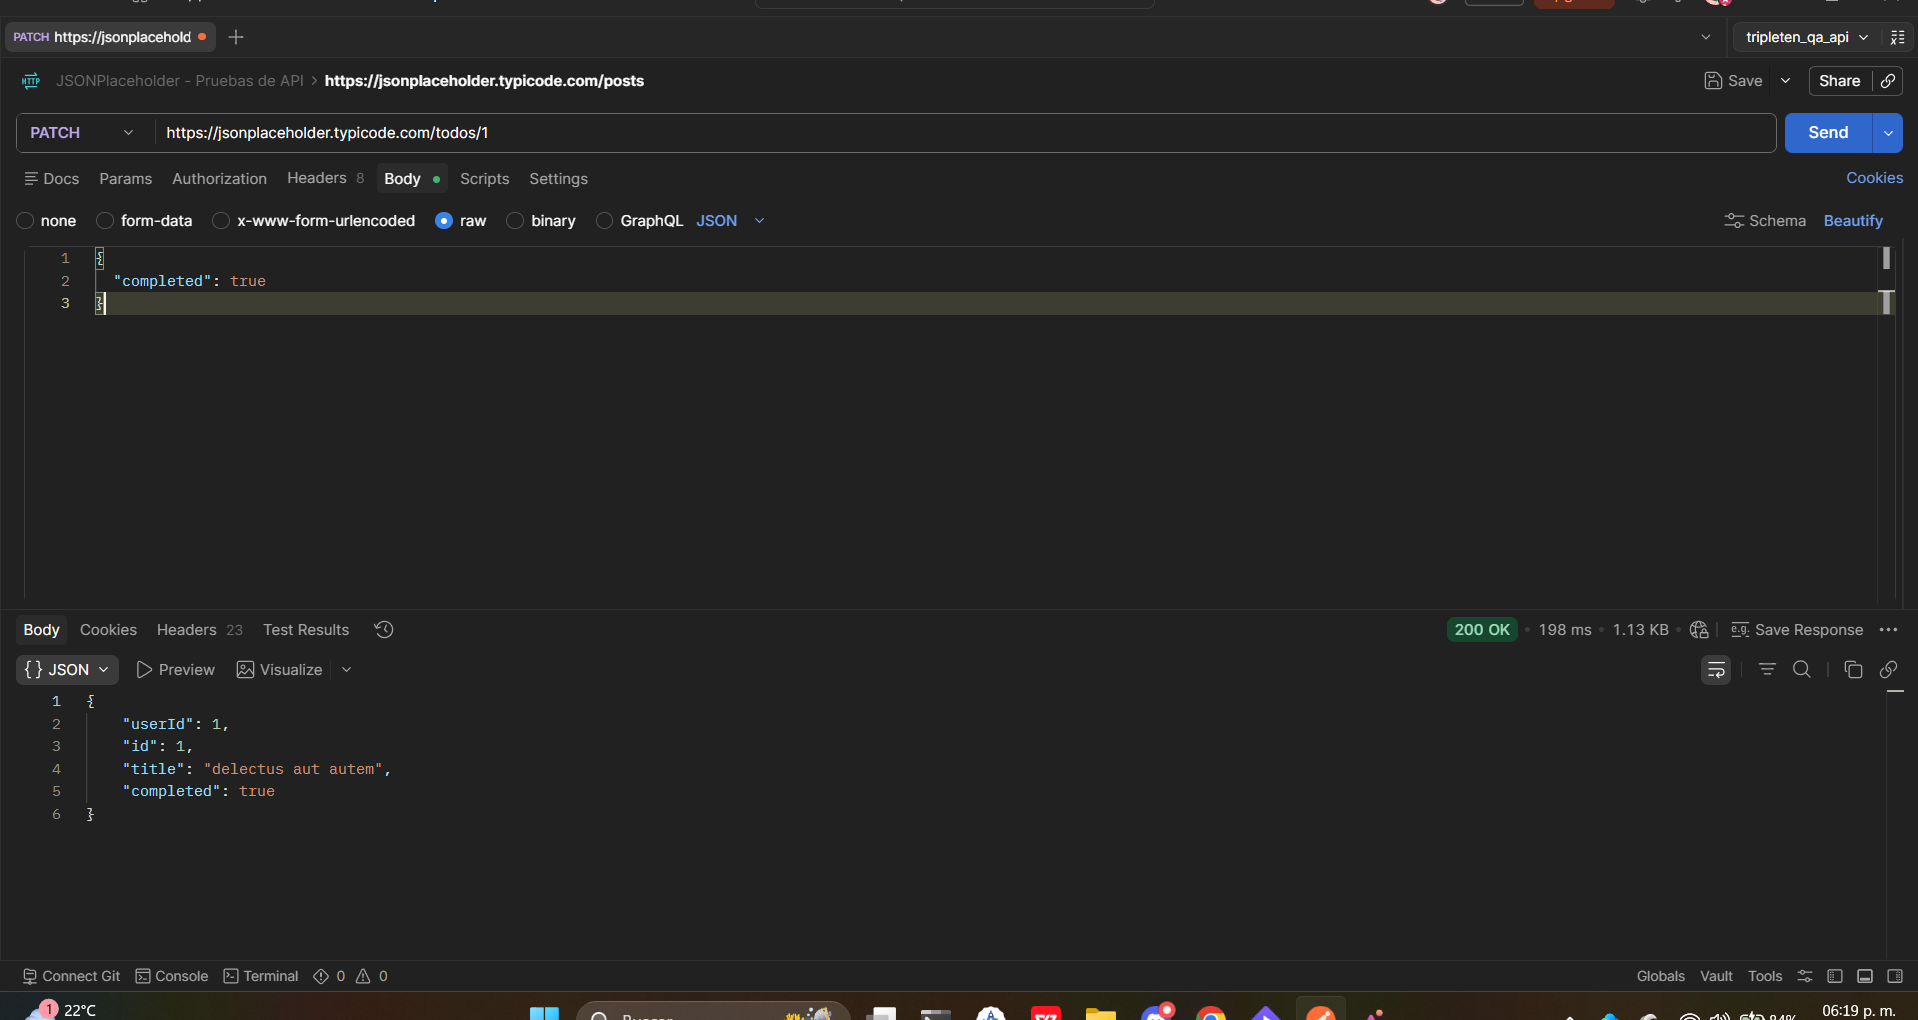 PATCH https://jsonplacehold
tripleten_qa_api
JSONPlaceholder - Pruebas de API > https://jsonplaceholder.typicode.com/posts
Save
Share
PATCH
https://jsonplaceholder.typicode.com/todos/1
Send
Docs
Params
Authorization
Headers 8
Body
Scripts
Settings
Cookies
none
form-data
x-www-form-urlencoded
raw
binary
GraphQL
JSON
Schema
Beautify
1 {
2 "completed": true
3 }
Body
Cookies
Headers 23
Test Results
200 OK • 198 ms • 1.13 KB
e.g. Save Response
{} JSON
Preview
Visualize
1 {
2 "userId": 1,
3 "id": 1,
4 "title": "delectus aut autem",
5 "completed": true
6 }
Connect Git
Console
Terminal
0
0
Globals
Vault
Tools
1
22°C
Buscar
84%
06:19 p. m.